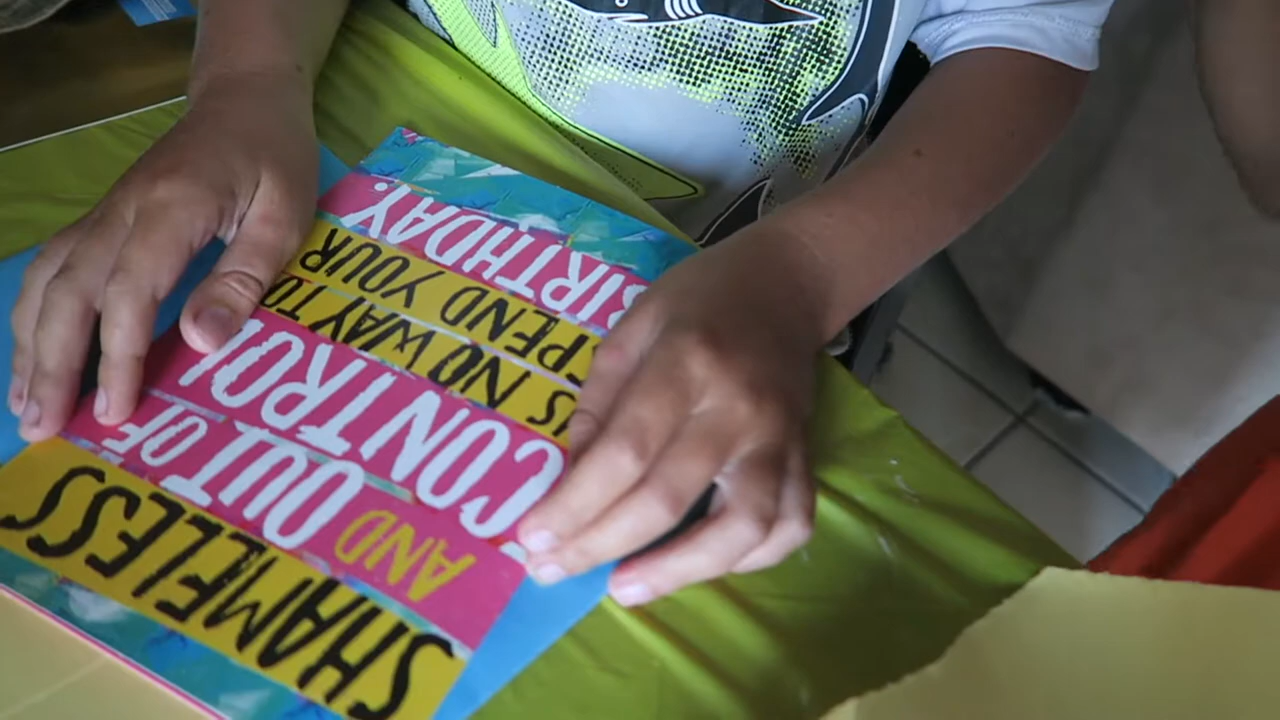 SHAMELESS
AND OUT OF
CONTROL
IS NO WAY TO
SPEND YOUR
BIRTHDAY.